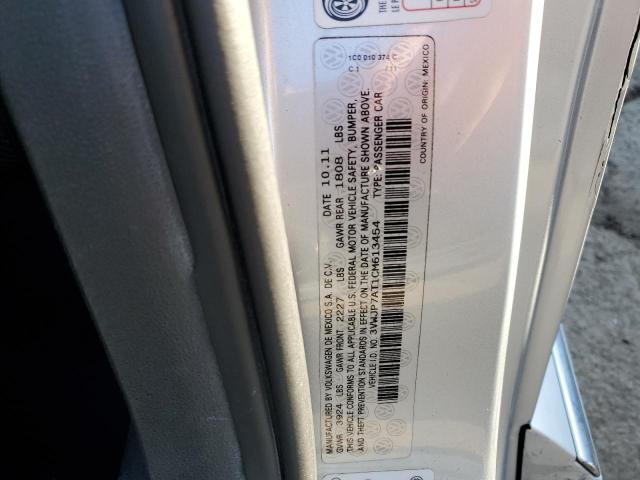 MANUFACTURED BY VOLKSWAGEN DE MEXICO S.A. DE C.V. DATE 10.11
GVWR 3924 LBS GAWR FRONT 2227 LBS GAWR REAR 1808 LBS
THIS VEHICLE CONFORMS TO ALL APPLICABLE U.S. FEDERAL MOTOR VEHICLE SAFETY, BUMPER,
AND THEFT PREVENTION STANDARDS IN EFFECT ON THE DATE OF MANUFACTURE SHOWN ABOVE.
VEHICLE I.D. NO. 3VWJP7AT1CM613454 TYPE: PASSENGER CAR
COUNTRY OF ORIGIN: MEXICO
1C0 010 374 C
C 1
THE
LE